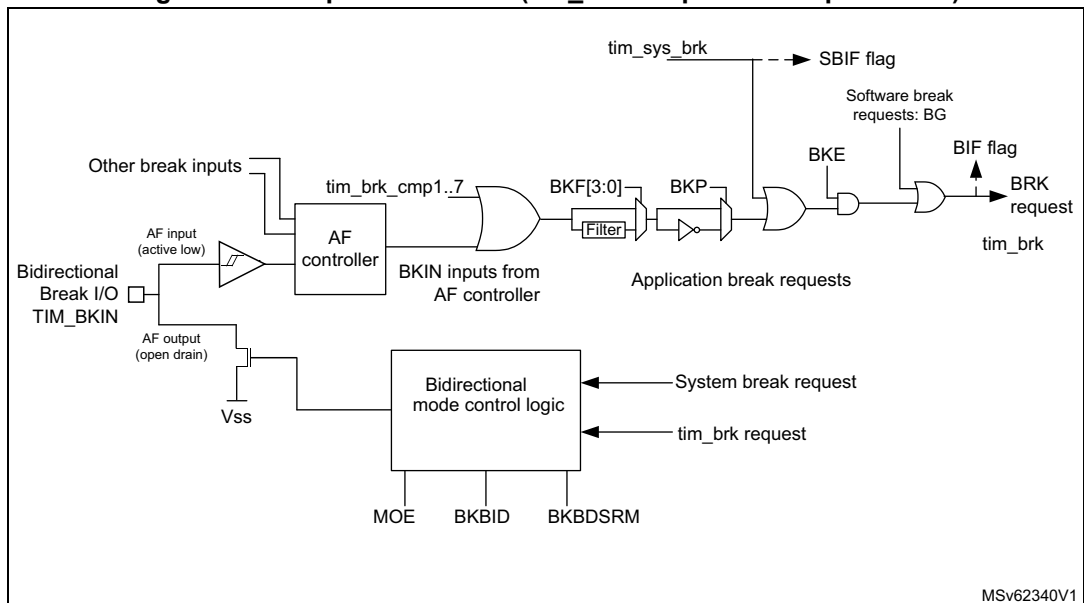 tim_sys_brk
SBIF flag
Software break
requests: BG
BIF flag
BKE
BRK
request
tim_brk
Other break inputs
tim_brk_cmp1..7
BKF[3:0]
BKP
Filter
AF input
(active low)
AF
controller
BKIN inputs from
AF controller
Application break requests
Bidirectional
Break I/O
TIM_BKIN
AF output
(open drain)
Vss
Bidirectional
mode control logic
System break request
tim_brk request
MOE
BKBID
BKBDSRM
MSv62340V1